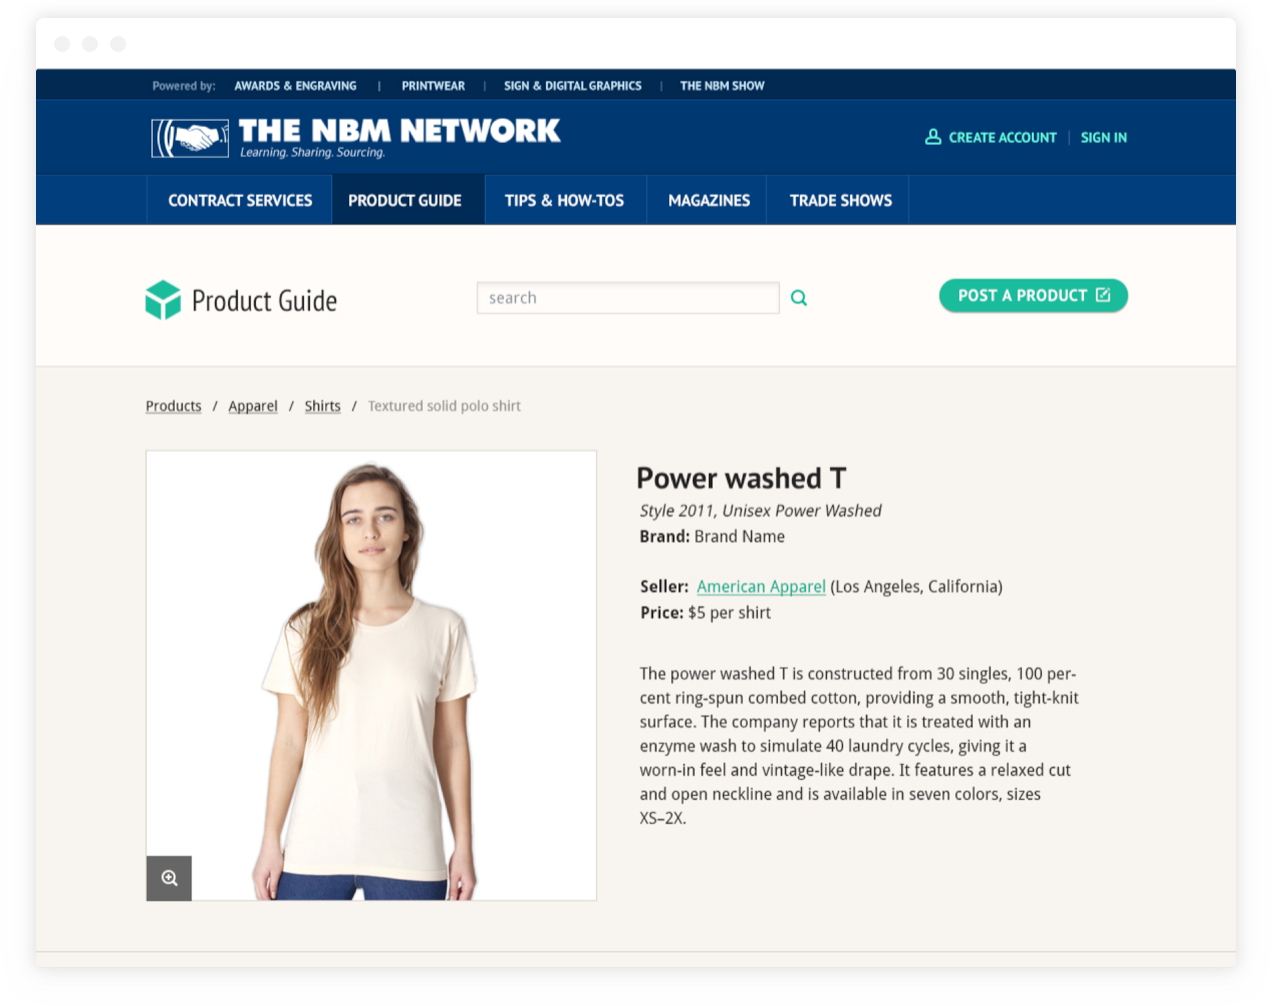 Powered by: AWARDS & ENGRAVING | PRINTWEAR | SIGN & DIGITAL GRAPHICS | THE NBM SHOW
THE NBM NETWORK
Learning. Sharing. Sourcing.
CREATE ACCOUNT | SIGN IN
CONTRACT SERVICES PRODUCT GUIDE TIPS & HOW-TOS MAGAZINES TRADE SHOWS
Product Guide
search
POST A PRODUCT
Products / Apparel / Shirts / Textured solid polo shirt
Power washed T
Style 2011, Unisex Power Washed
Brand: Brand Name
Seller: American Apparel (Los Angeles, California)
Price: $5 per shirt
The power washed T is constructed from 30 singles, 100 per-
cent ring-spun combed cotton, providing a smooth, tight-knit
surface. The company reports that it is treated with an
enzyme wash to simulate 40 laundry cycles, giving it a
worn-in feel and vintage-like drape. It features a relaxed cut
and open neckline and is available in seven colors, sizes
XS–2X.